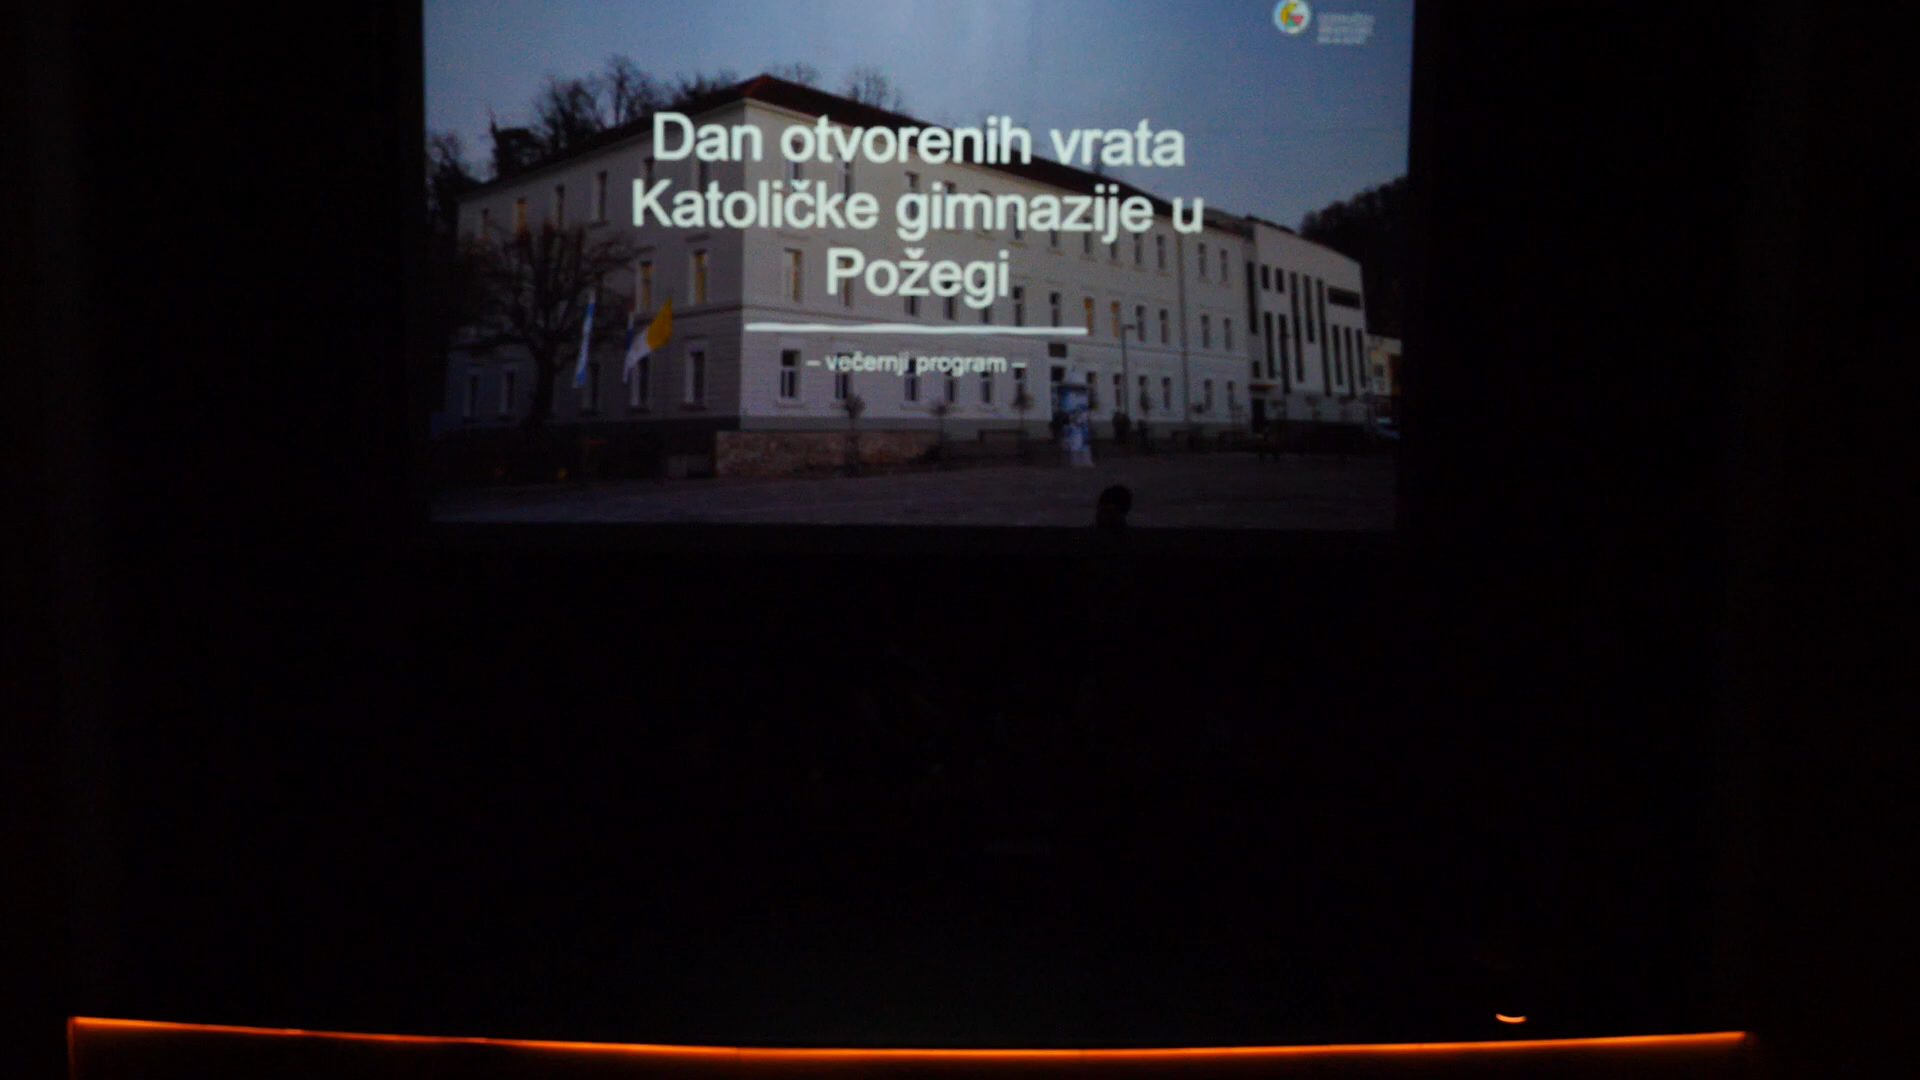 Dan otvorenih vrata
Katoličke gimnazije u
Požegi
– večernji program –